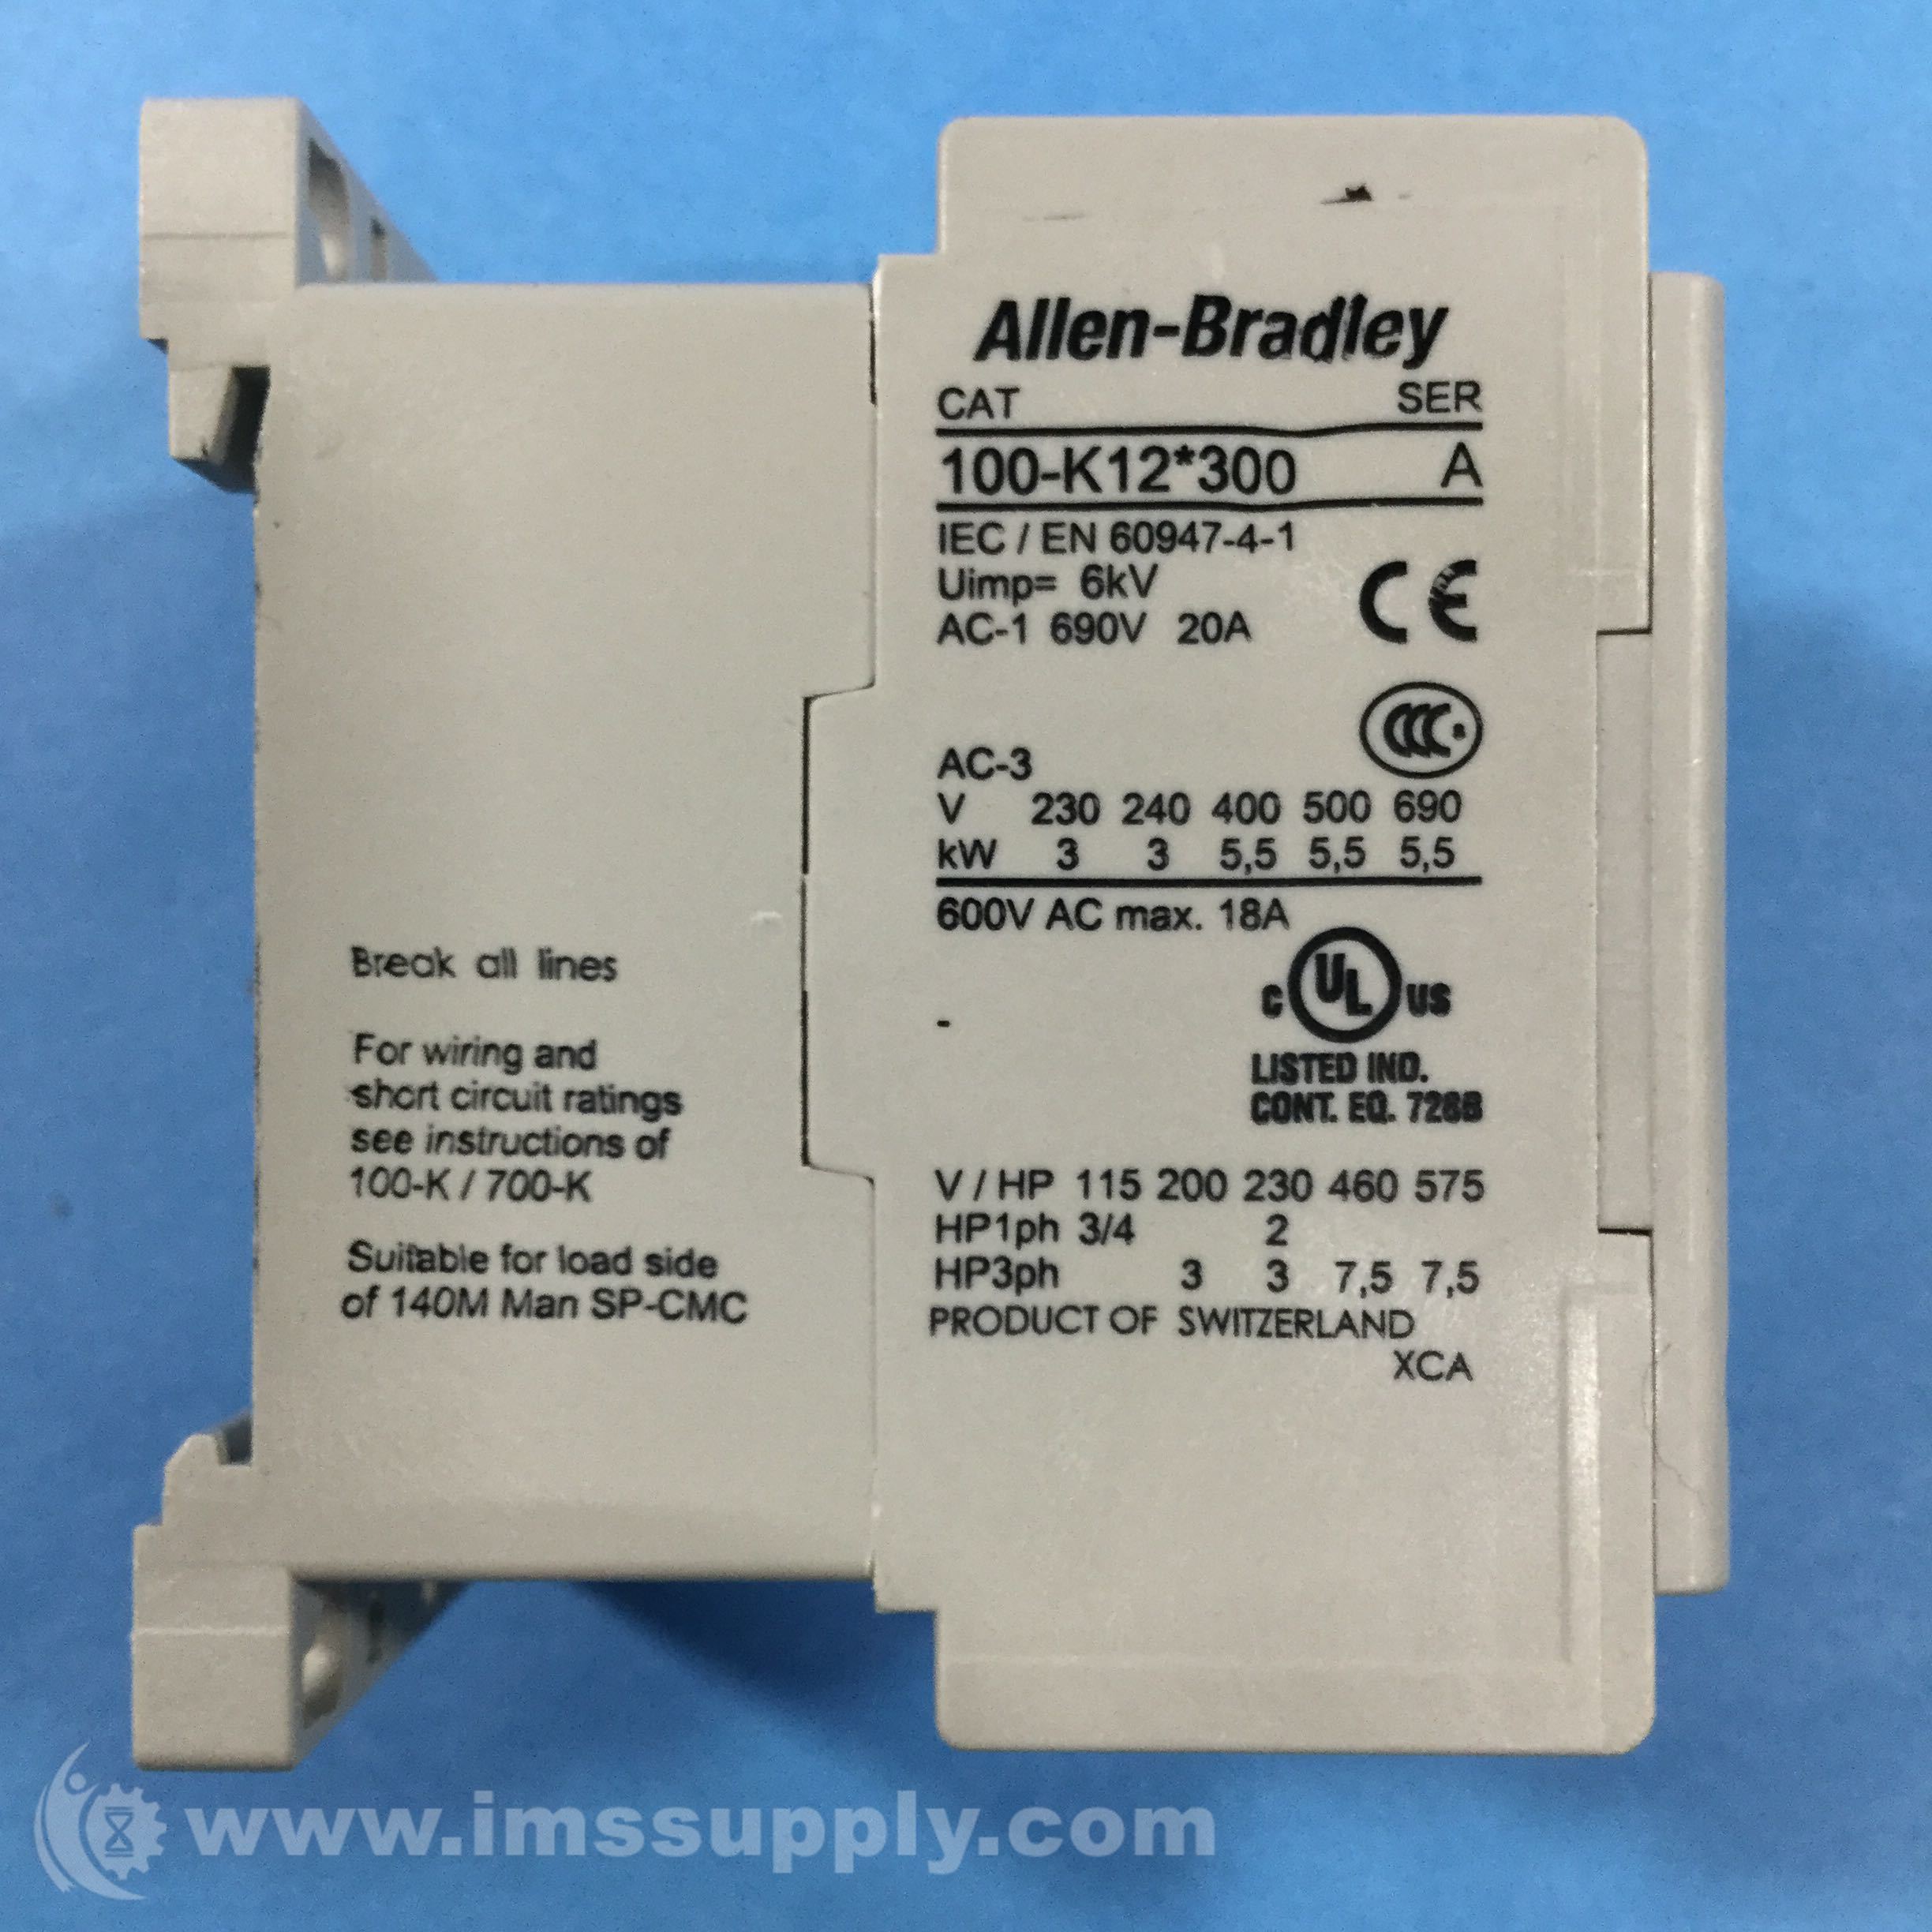 Allen-Bradley
CAT SER
100-K12*300 A
IEC / EN 60947-4-1
Uimp= 6kV
AC-1 690V 20A
CE
CCC
AC-3
V 230 240 400 500 690
kW 3 3 5,5 5,5 5,5
600V AC max. 18A
-
C UL US
LISTED IND.
CONT. EQ. 728B
V / HP 115 200 230 460 575
HP1ph 3/4 2
HP3ph 3 3 7,5 7,5
PRODUCT OF SWITZERLAND
XCA
Break all lines
For wiring and
short circuit ratings
see instructions of
100-K / 700-K
Suitable for load side
of 140M Man SP-CMC
www.imssupply.com